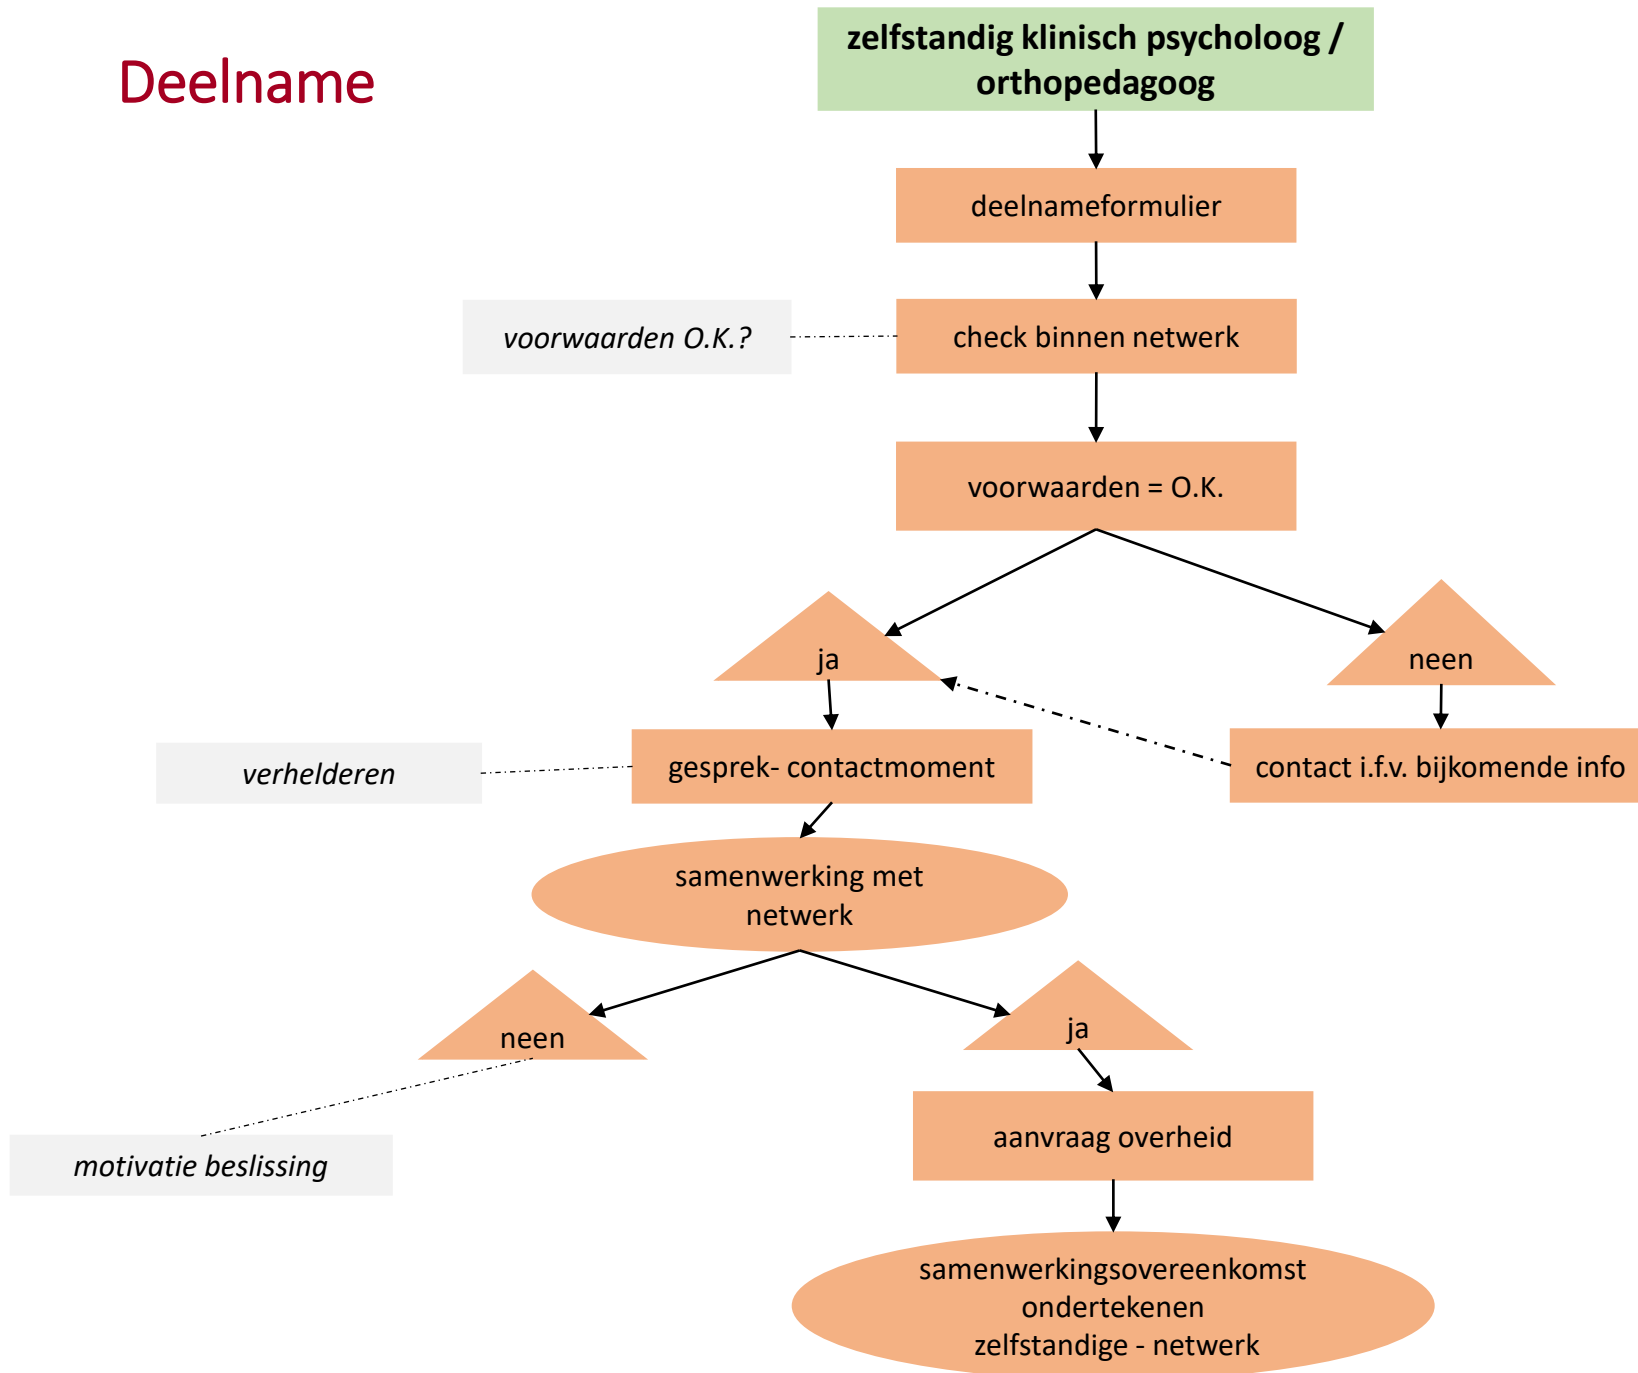 Deelname
zelfstandig klinisch psycholoog /
orthopedagoog
deelnameformulier
voorwaarden O.K.?
check binnen netwerk
voorwaarden = O.K.
ja
neen
verhelderen
gesprek- contactmoment
contact i.f.v. bijkomende info
samenwerking met
netwerk
neen
ja
motivatie beslissing
aanvraag overheid
samenwerkingsovereenkomst
ondertekenen
zelfstandige - netwerk